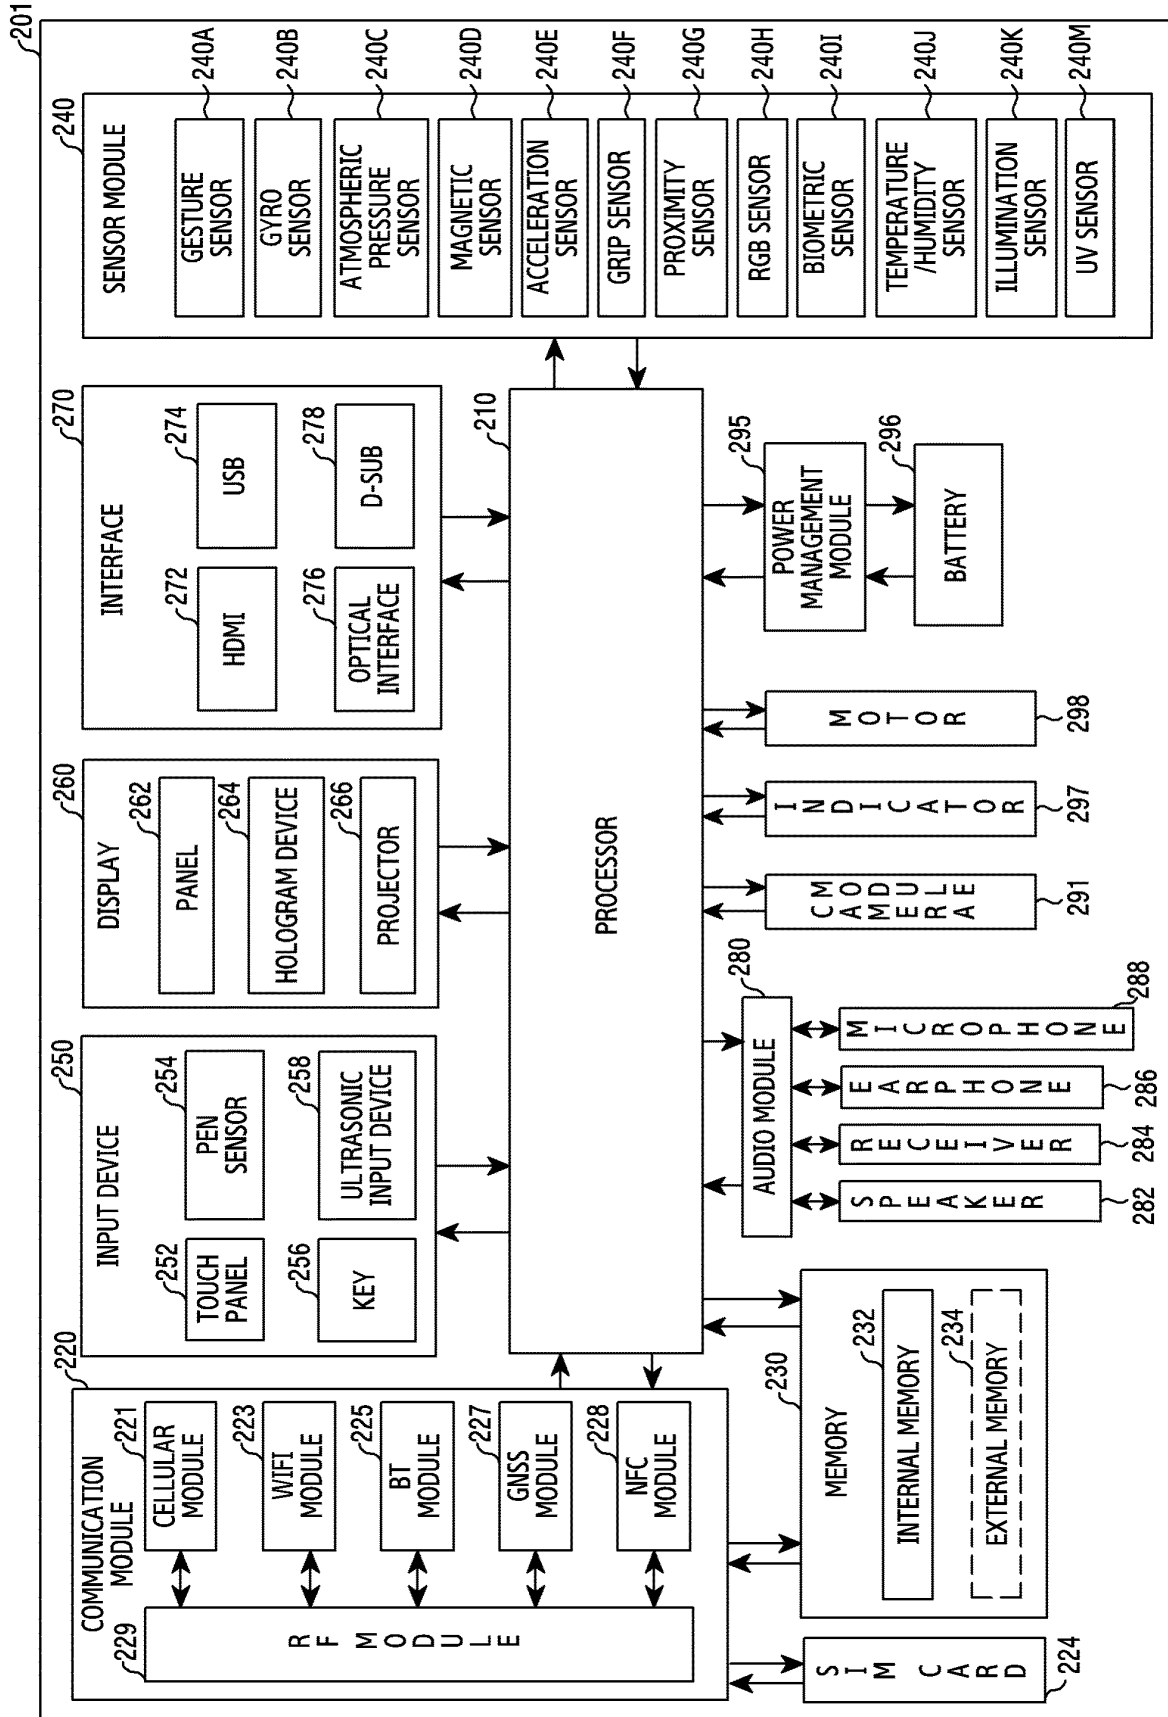 201
220
COMMUNICATION
MODULE
229
RF MODULE
221
CELLULAR
MODULE
223
WIFI
MODULE
225
BT
MODULE
227
GNSS
MODULE
228
NFC
MODULE
250
INPUT DEVICE
252
TOUCH
PANEL
254
PEN
SENSOR
256
KEY
258
ULTRASONIC
INPUT DEVICE
260
DISPLAY
262
PANEL
264
HOLOGRAM DEVICE
266
PROJECTOR
270
INTERFACE
272
HDMI
274
USB
276
OPTICAL
INTERFACE
278
D-SUB
240
SENSOR MODULE
GESTURE
SENSOR
240A
GYRO
SENSOR
240B
ATMOSPHERIC
PRESSURE
SENSOR
240C
MAGNETIC
SENSOR
240D
ACCELERATION
SENSOR
240E
GRIP SENSOR
240F
PROXIMITY
SENSOR
240G
RGB SENSOR
240H
BIOMETRIC
SENSOR
240I
TEMPERATURE
/HUMIDITY
SENSOR
240J
ILLUMINATION
SENSOR
240K
UV SENSOR
240M
210
PROCESSOR
SIM CARD
224
230
MEMORY
232
INTERNAL MEMORY
234
EXTERNAL MEMORY
280
AUDIO MODULE
SPEAKER
282
RECEIVER
284
EARPHONE
286
MICROPHONE
288
CAMERA
MODULE
291
INDICATOR
297
MOTOR
298
295
POWER
MANAGEMENT
MODULE
296
BATTERY